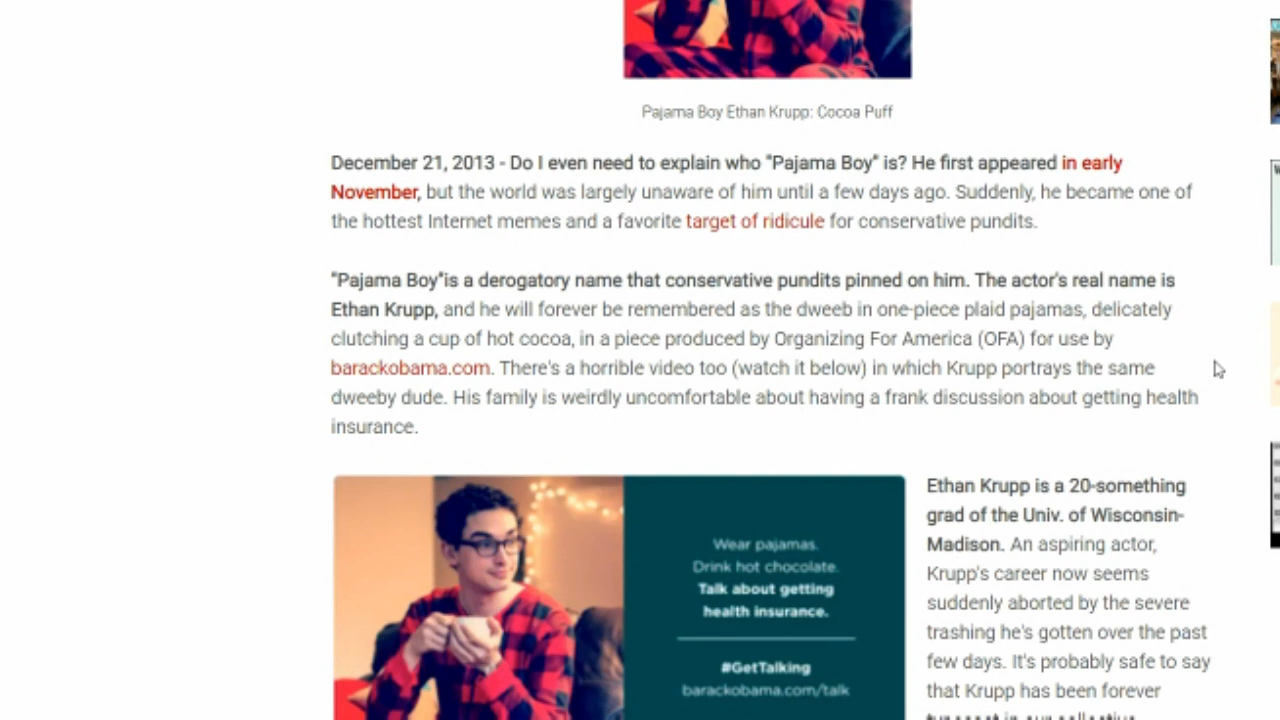 Pajama Boy Ethan Krupp: Cocoa Puff
December 21, 2013 - Do I even need to explain who "Pajama Boy" is? He first appeared in early
November, but the world was largely unaware of him until a few days ago. Suddenly, he became one of
the hottest Internet memes and a favorite target of ridicule for conservative pundits.
"Pajama Boy"is a derogatory name that conservative pundits pinned on him. The actor's real name is
Ethan Krupp, and he will forever be remembered as the dweeb in one-piece plaid pajamas, delicately
clutching a cup of hot cocoa, in a piece produced by Organizing For America (OFA) for use by
barackobama.com. There's a horrible video too (watch it below) in which Krupp portrays the same
dweeby dude. His family is weirdly uncomfortable about having a frank discussion about getting health
insurance.
Wear pajamas.
Drink hot chocolate.
Talk about getting
health insurance.
#GetTalking
barackobama.com/talk
Ethan Krupp is a 20-something
grad of the Univ. of Wisconsin-
Madison. An aspiring actor,
Krupp's career now seems
suddenly aborted by the severe
trashing he's gotten over the past
few days. It's probably safe to say
that Krupp has been forever